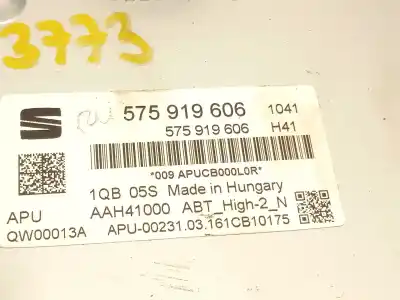 3773
575 919 606 1041
575 919 606 H41
*009 APUCB000L0R*
1QB 05S Made in Hungary
APU AAH41000 ABT_High-2_N
QW00013A APU-00231.03.161CB10175